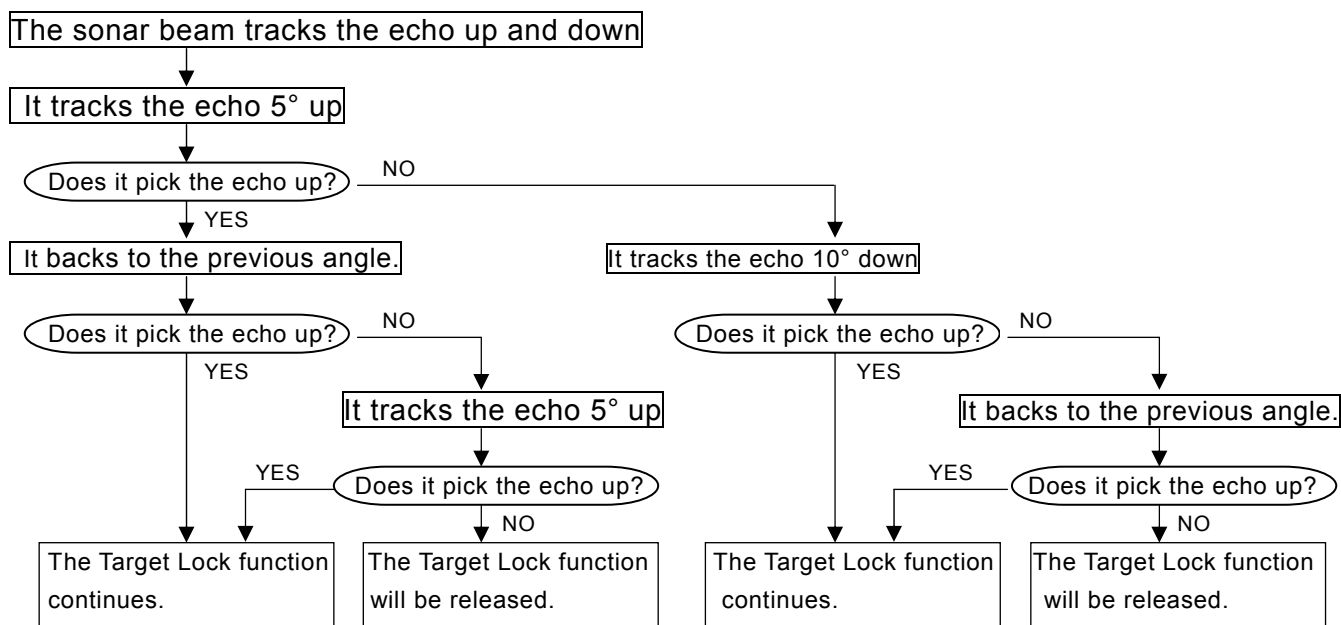 The sonar beam tracks the echo up and down
It tracks the echo 5° up
Does it pick the echo up?
NO
YES
It backs to the previous angle.
It tracks the echo 10° down
Does it pick the echo up?
NO
Does it pick the echo up?
NO
YES
YES
It tracks the echo 5° up
It backs to the previous angle.
YES
Does it pick the echo up?
YES
Does it pick the echo up?
NO
NO
The Target Lock function
continues.
The Target Lock function
will be released.
The Target Lock function
continues.
The Target Lock function
will be released.